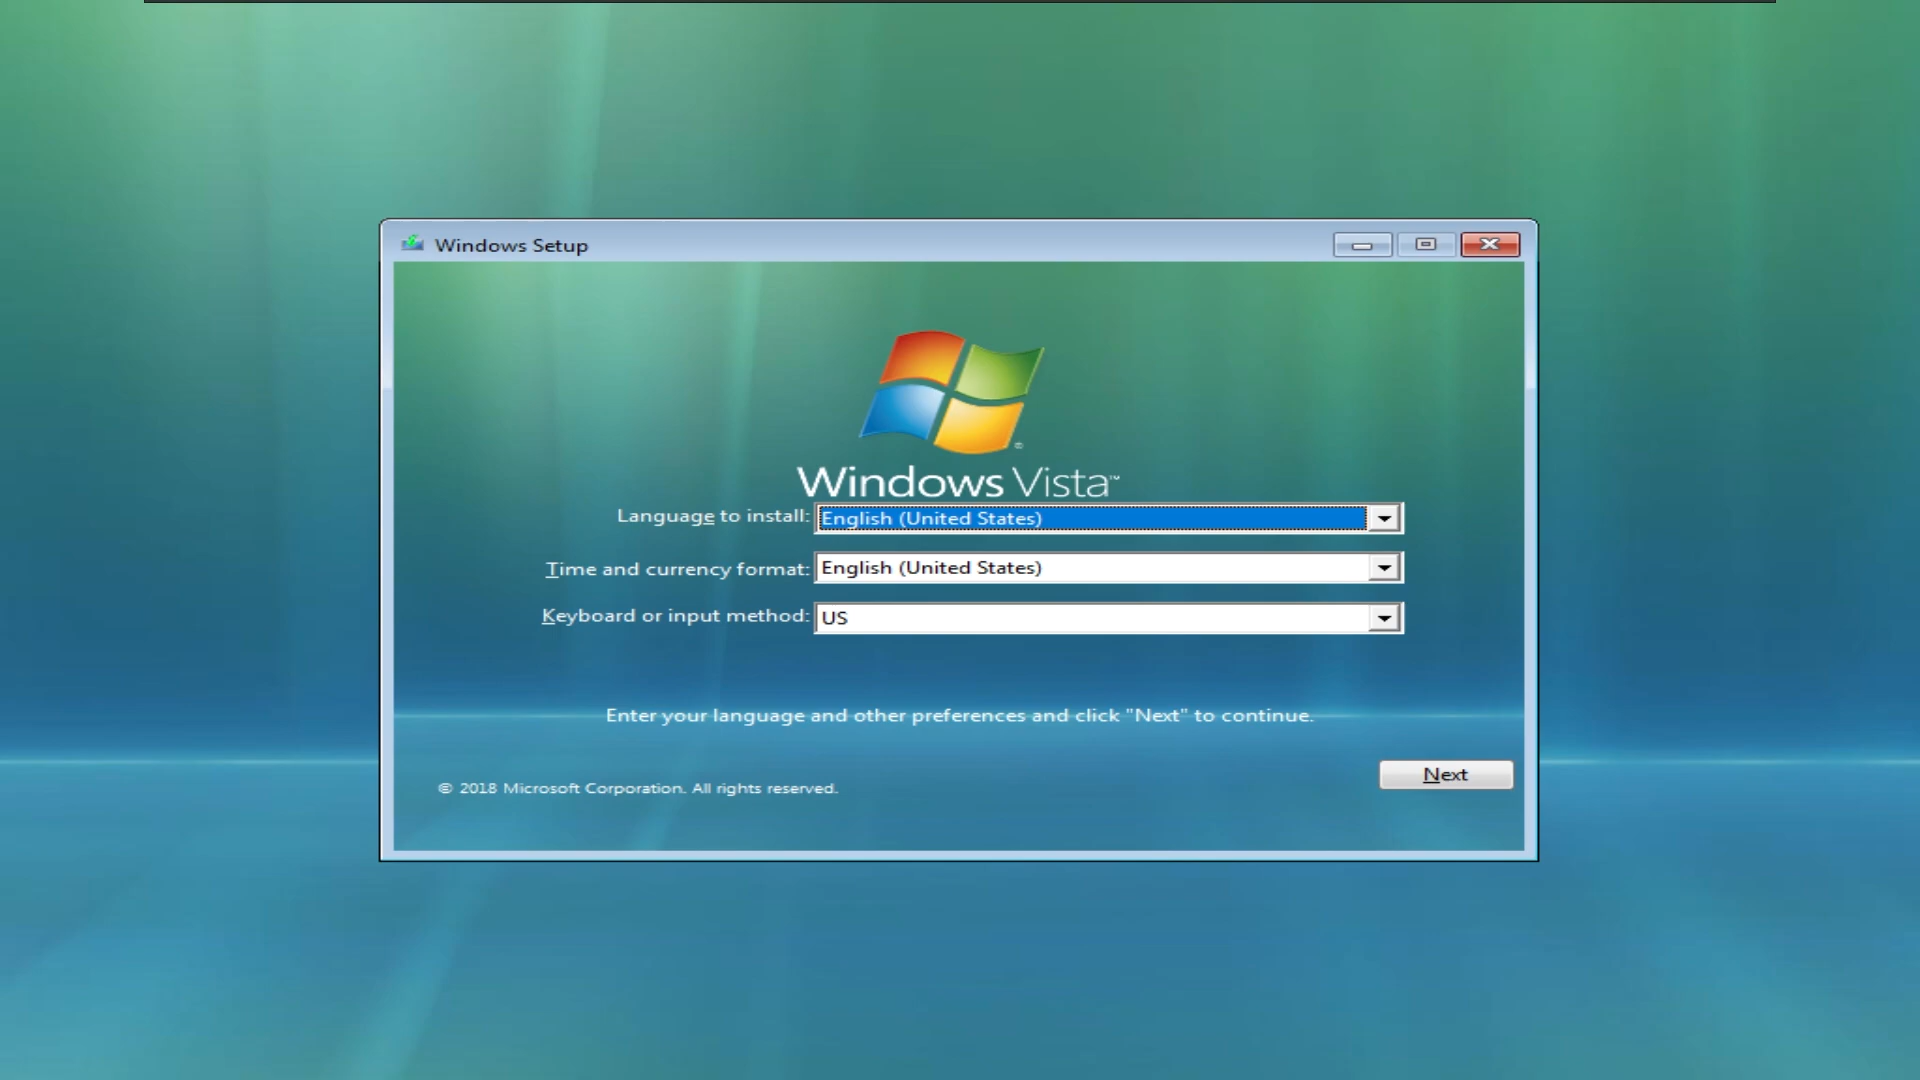 Windows Setup
Windows Vista™
Language to install: English (United States)
Time and currency format: English (United States)
Keyboard or input method: US
Enter your language and other preferences and click "Next" to continue.
Next
© 2018 Microsoft Corporation. All rights reserved.